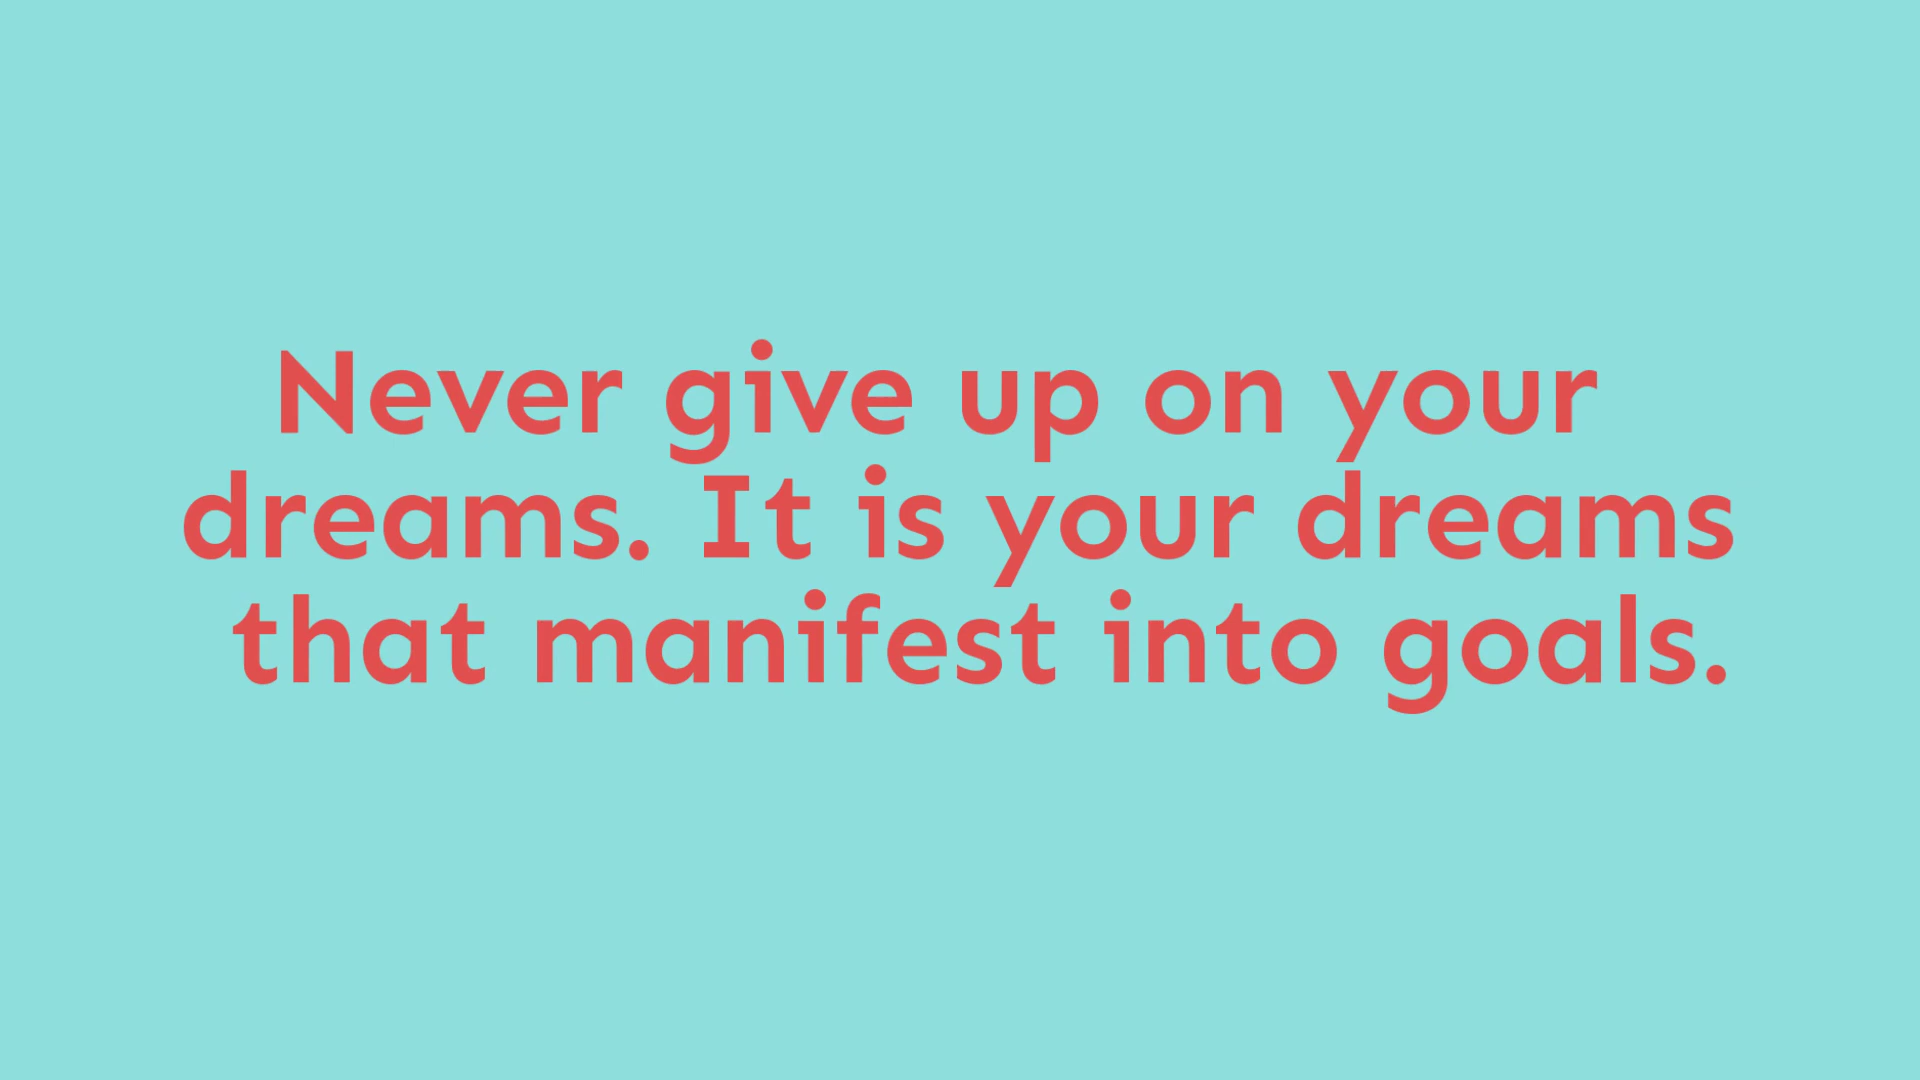 Never give up on your
dreams. It is your dreams
that manifest into goals.